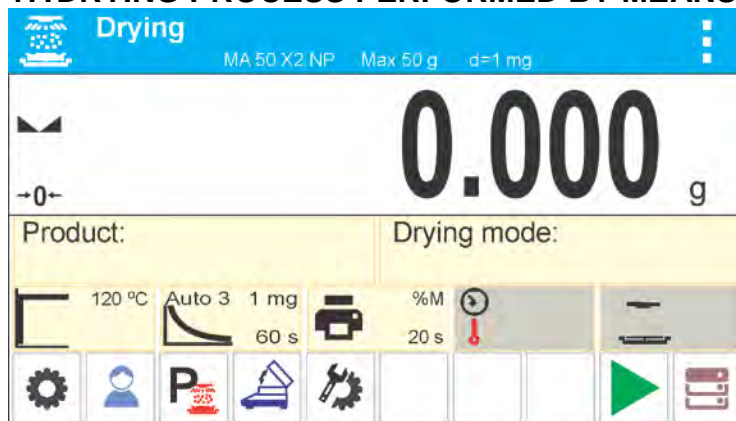 Drying
MA 50 X2 NP Max 50 g d=1 mg
0.000 g
→0←
Product: Drying mode:
120 ºC Auto 3 1 mg %M
60 s 20 s
P